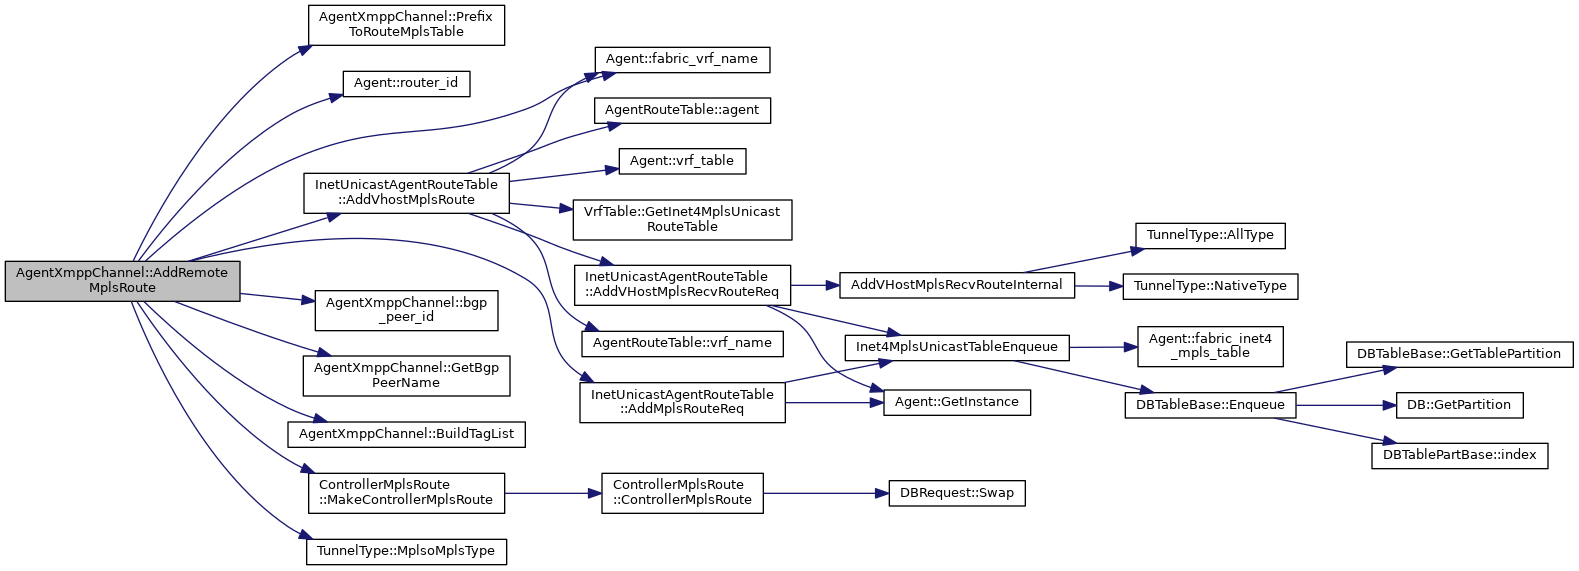 AgentXmppChannel::Prefix
ToRouteMplsTable
Agent::router_id
Agent::fabric_vrf_name
AgentRouteTable::agent
Agent::vrf_table
InetUnicastAgentRouteTable
::AddVhostMplsRoute
VrfTable::GetInet4MplsUnicast
RouteTable
TunnelType::AllType
AgentXmppChannel::AddRemote
MplsRoute
InetUnicastAgentRouteTable
::AddVHostMplsRecvRouteReq
AddVHostMplsRecvRouteInternal
TunnelType::NativeType
AgentXmppChannel::bgp
_peer_id
AgentRouteTable::vrf_name
Inet4MplsUnicastTableEnqueue
Agent::fabric_inet4
_mpls_table
DBTableBase::GetTablePartition
AgentXmppChannel::GetBgp
PeerName
InetUnicastAgentRouteTable
::AddMplsRouteReq
Agent::GetInstance
DBTableBase::Enqueue
DB::GetPartition
AgentXmppChannel::BuildTagList
DBTablePartBase::index
ControllerMplsRoute
::MakeControllerMplsRoute
ControllerMplsRoute
::ControllerMplsRoute
DBRequest::Swap
TunnelType::MplsoMplsType